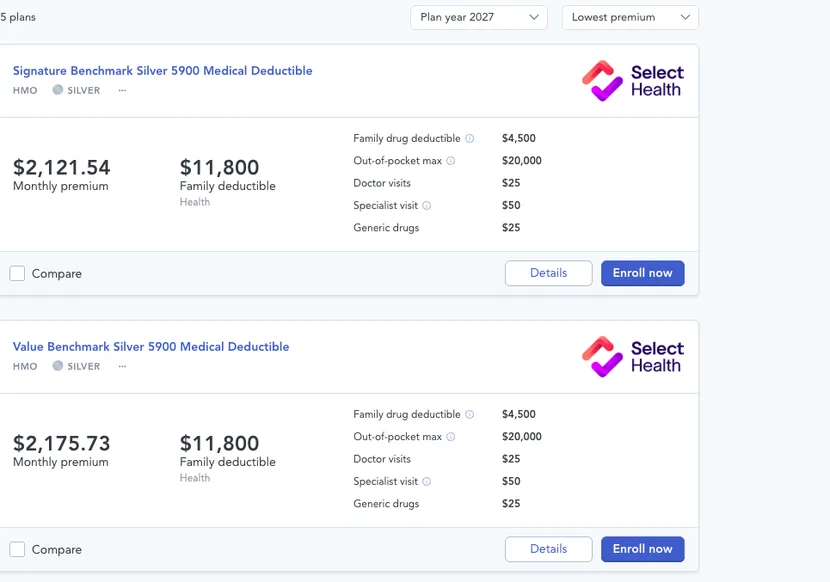 5 plans
Plan year 2027
Lowest premium
Signature Benchmark Silver 5900 Medical Deductible
HMO SILVER ...
Select
Health
$2,121.54
Monthly premium
$11,800
Family deductible
Health
Family drug deductible $4,500
Out-of-pocket max $20,000
Doctor visits $25
Specialist visit $50
Generic drugs $25
Compare
Details
Enroll now
Value Benchmark Silver 5900 Medical Deductible
HMO SILVER ...
Select
Health
$2,175.73
Monthly premium
$11,800
Family deductible
Health
Family drug deductible $4,500
Out-of-pocket max $20,000
Doctor visits $25
Specialist visit $50
Generic drugs $25
Compare
Details
Enroll now